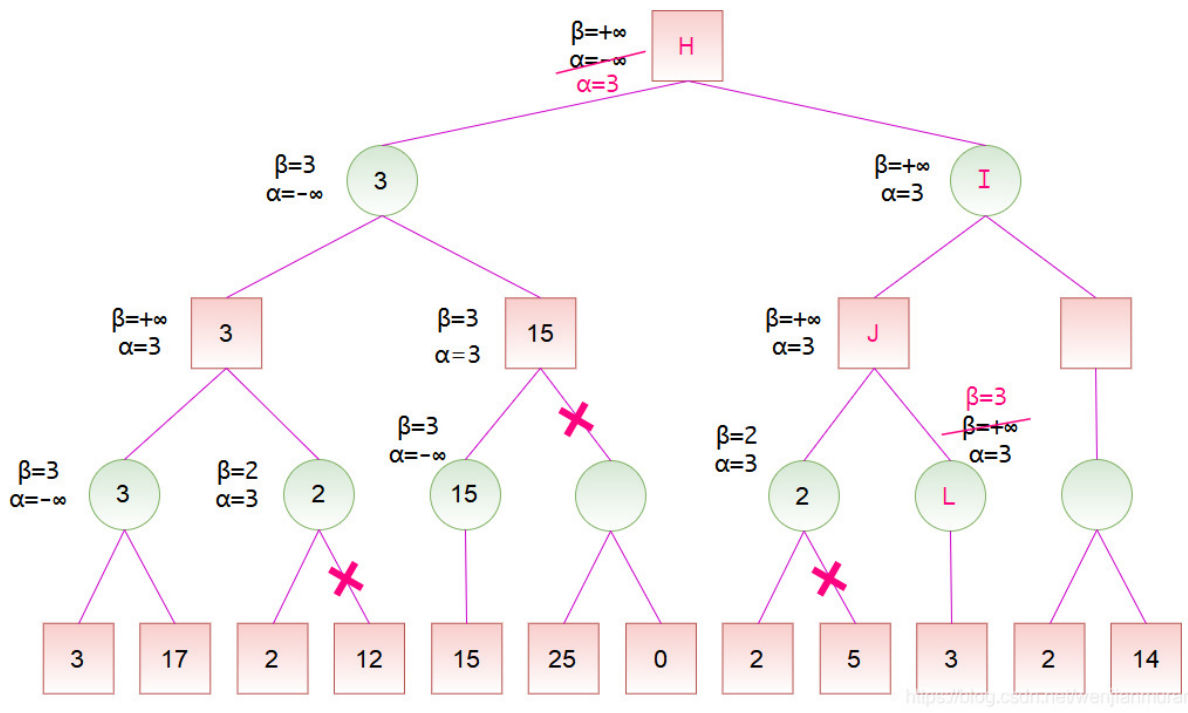 β=+∞
α=-∞
α=3
H
β=3
α=-∞
3
β=+∞
α=3
I
β=+∞
α=3
3
β=3
α=3
15
β=+∞
α=3
J
β=3
α=-∞
3
β=2
α=3
2
β=3
α=-∞
15
β=2
α=3
2
β=3
β=+∞
α=3
L
3
17
2
12
15
25
0
2
5
3
2
14
https://blog.csdn.net/wenjianmuran